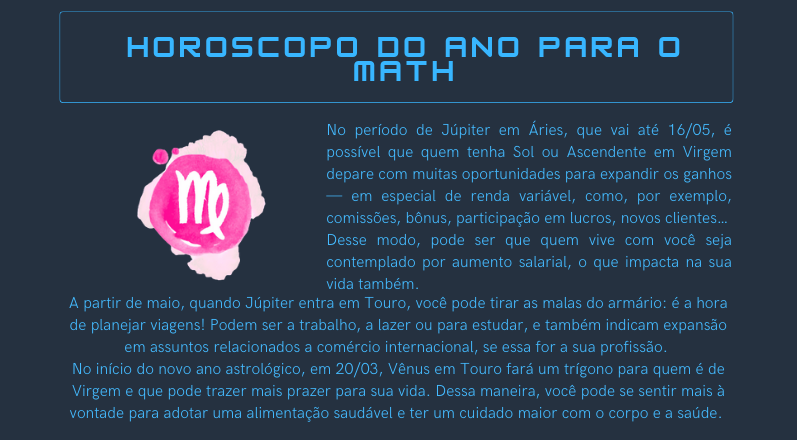 HOROSCOPO DO ANO PARA O
MATH
No período de Júpiter em Áries, que vai até 16/05, é
possível que quem tenha Sol ou Ascendente em Virgem
depare com muitas oportunidades para expandir os ganhos
— em especial de renda variável, como, por exemplo,
comissões, bônus, participação em lucros, novos clientes…
Desse modo, pode ser que quem vive com você seja
contemplado por aumento salarial, o que impacta na sua
vida também.
A partir de maio, quando Júpiter entra em Touro, você pode tirar as malas do armário: é a hora
de planejar viagens! Podem ser a trabalho, a lazer ou para estudar, e também indicam expansão
em assuntos relacionados a comércio internacional, se essa for a sua profissão.
No início do novo ano astrológico, em 20/03, Vênus em Touro fará um trígono para quem é de
Virgem e que pode trazer mais prazer para sua vida. Dessa maneira, você pode se sentir mais à
vontade para adotar uma alimentação saudável e ter um cuidado maior com o corpo e a saúde.